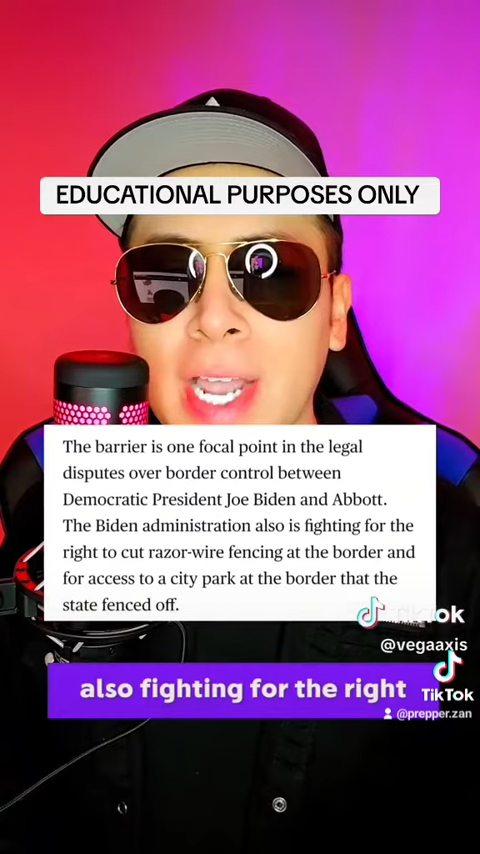 EDUCATIONAL PURPOSES ONLY
The barrier is one focal point in the legal
disputes over border control between
Democratic President Joe Biden and Abbott.
The Biden administration also is fighting for the
right to cut razor-wire fencing at the border and
for access to a city park at the border that the
state fenced off.
TikTok
@vegaaxis
also fighting for the right
TikTok
@prepper.zan